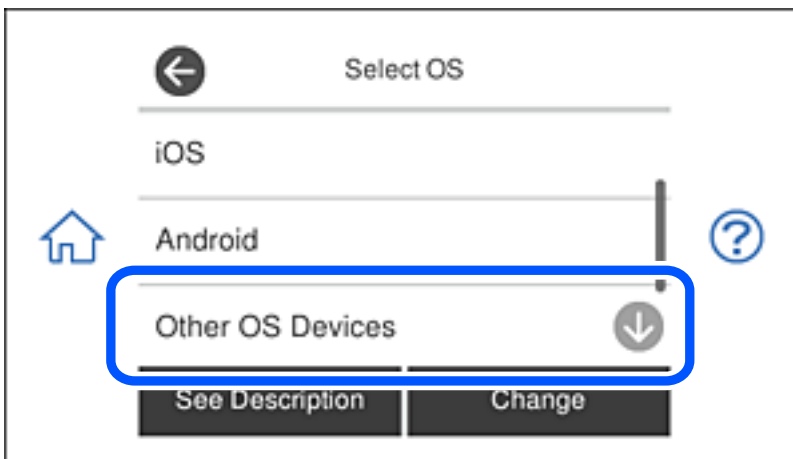 Select OS
iOS
Android
Other OS Devices
See Description Change